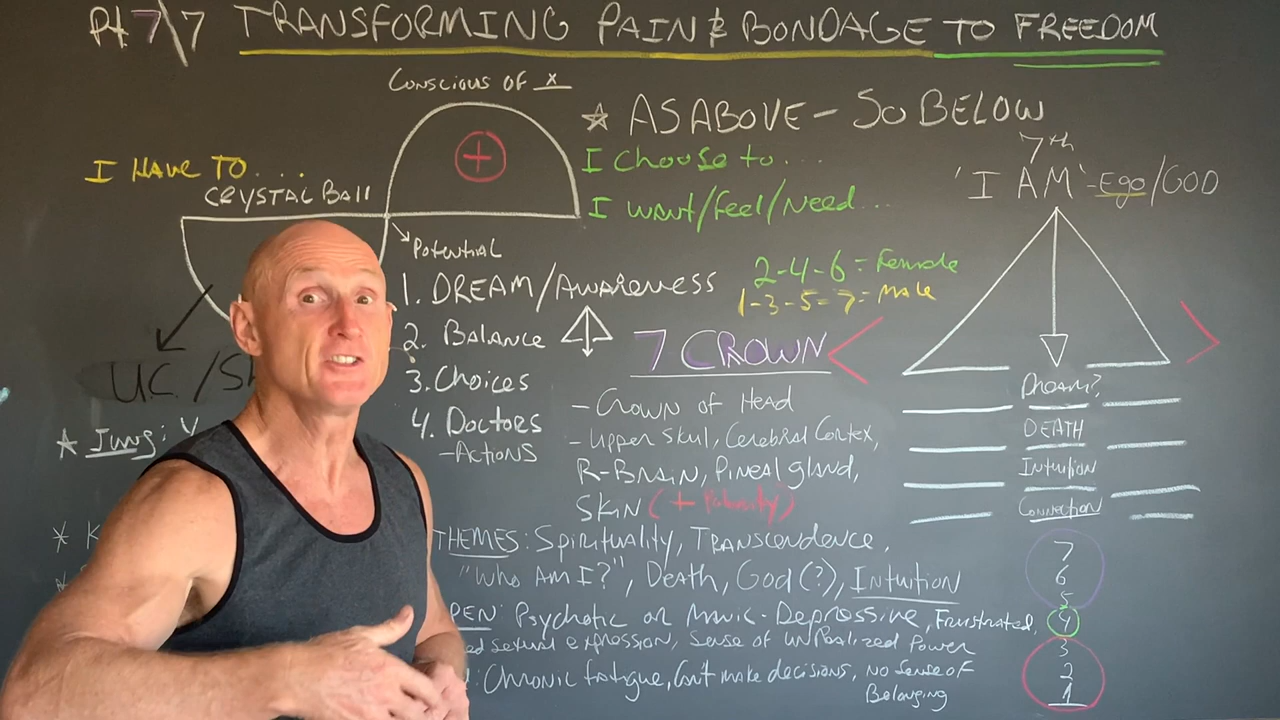 Pt 7\7 TRANSFORMING PAIN & BONDAGE TO FREEDOM
CONSCIOUS OF X
+
I HAVE TO....
CRYSTAL BALL
☆ AS ABOVE - SO BELOW
I Choose to....
I want/Feel/Need...
7th
'I AM' - Ego/GOD
POTENTIAL
1. DREAM/AWARENESS
2. Balance
3. Choices
4. Doctors
- Actions
2-4-6 = Female
1-3-5-7 = Male
UC/S
☆ Jung:
* K
*
7 CROWN
- Crown of Head
- Upper Skul, Cerebral Cortex,
R-BRAIN, Pineal gland,
SKIN (+
Dream?
DEATH
Intuition
Connection
7
6
5
4
3
2
1
THEMES: Spirituality, Transcendence,
"Who Am I?", Death, God (?), Intuition
PEN: Psychotic or Manic-Depressive, Frustrated,
ed sexual expression, Sense of unrealized Power
: Chronic fatigue, Can't make decisions, no sense of
Belonging